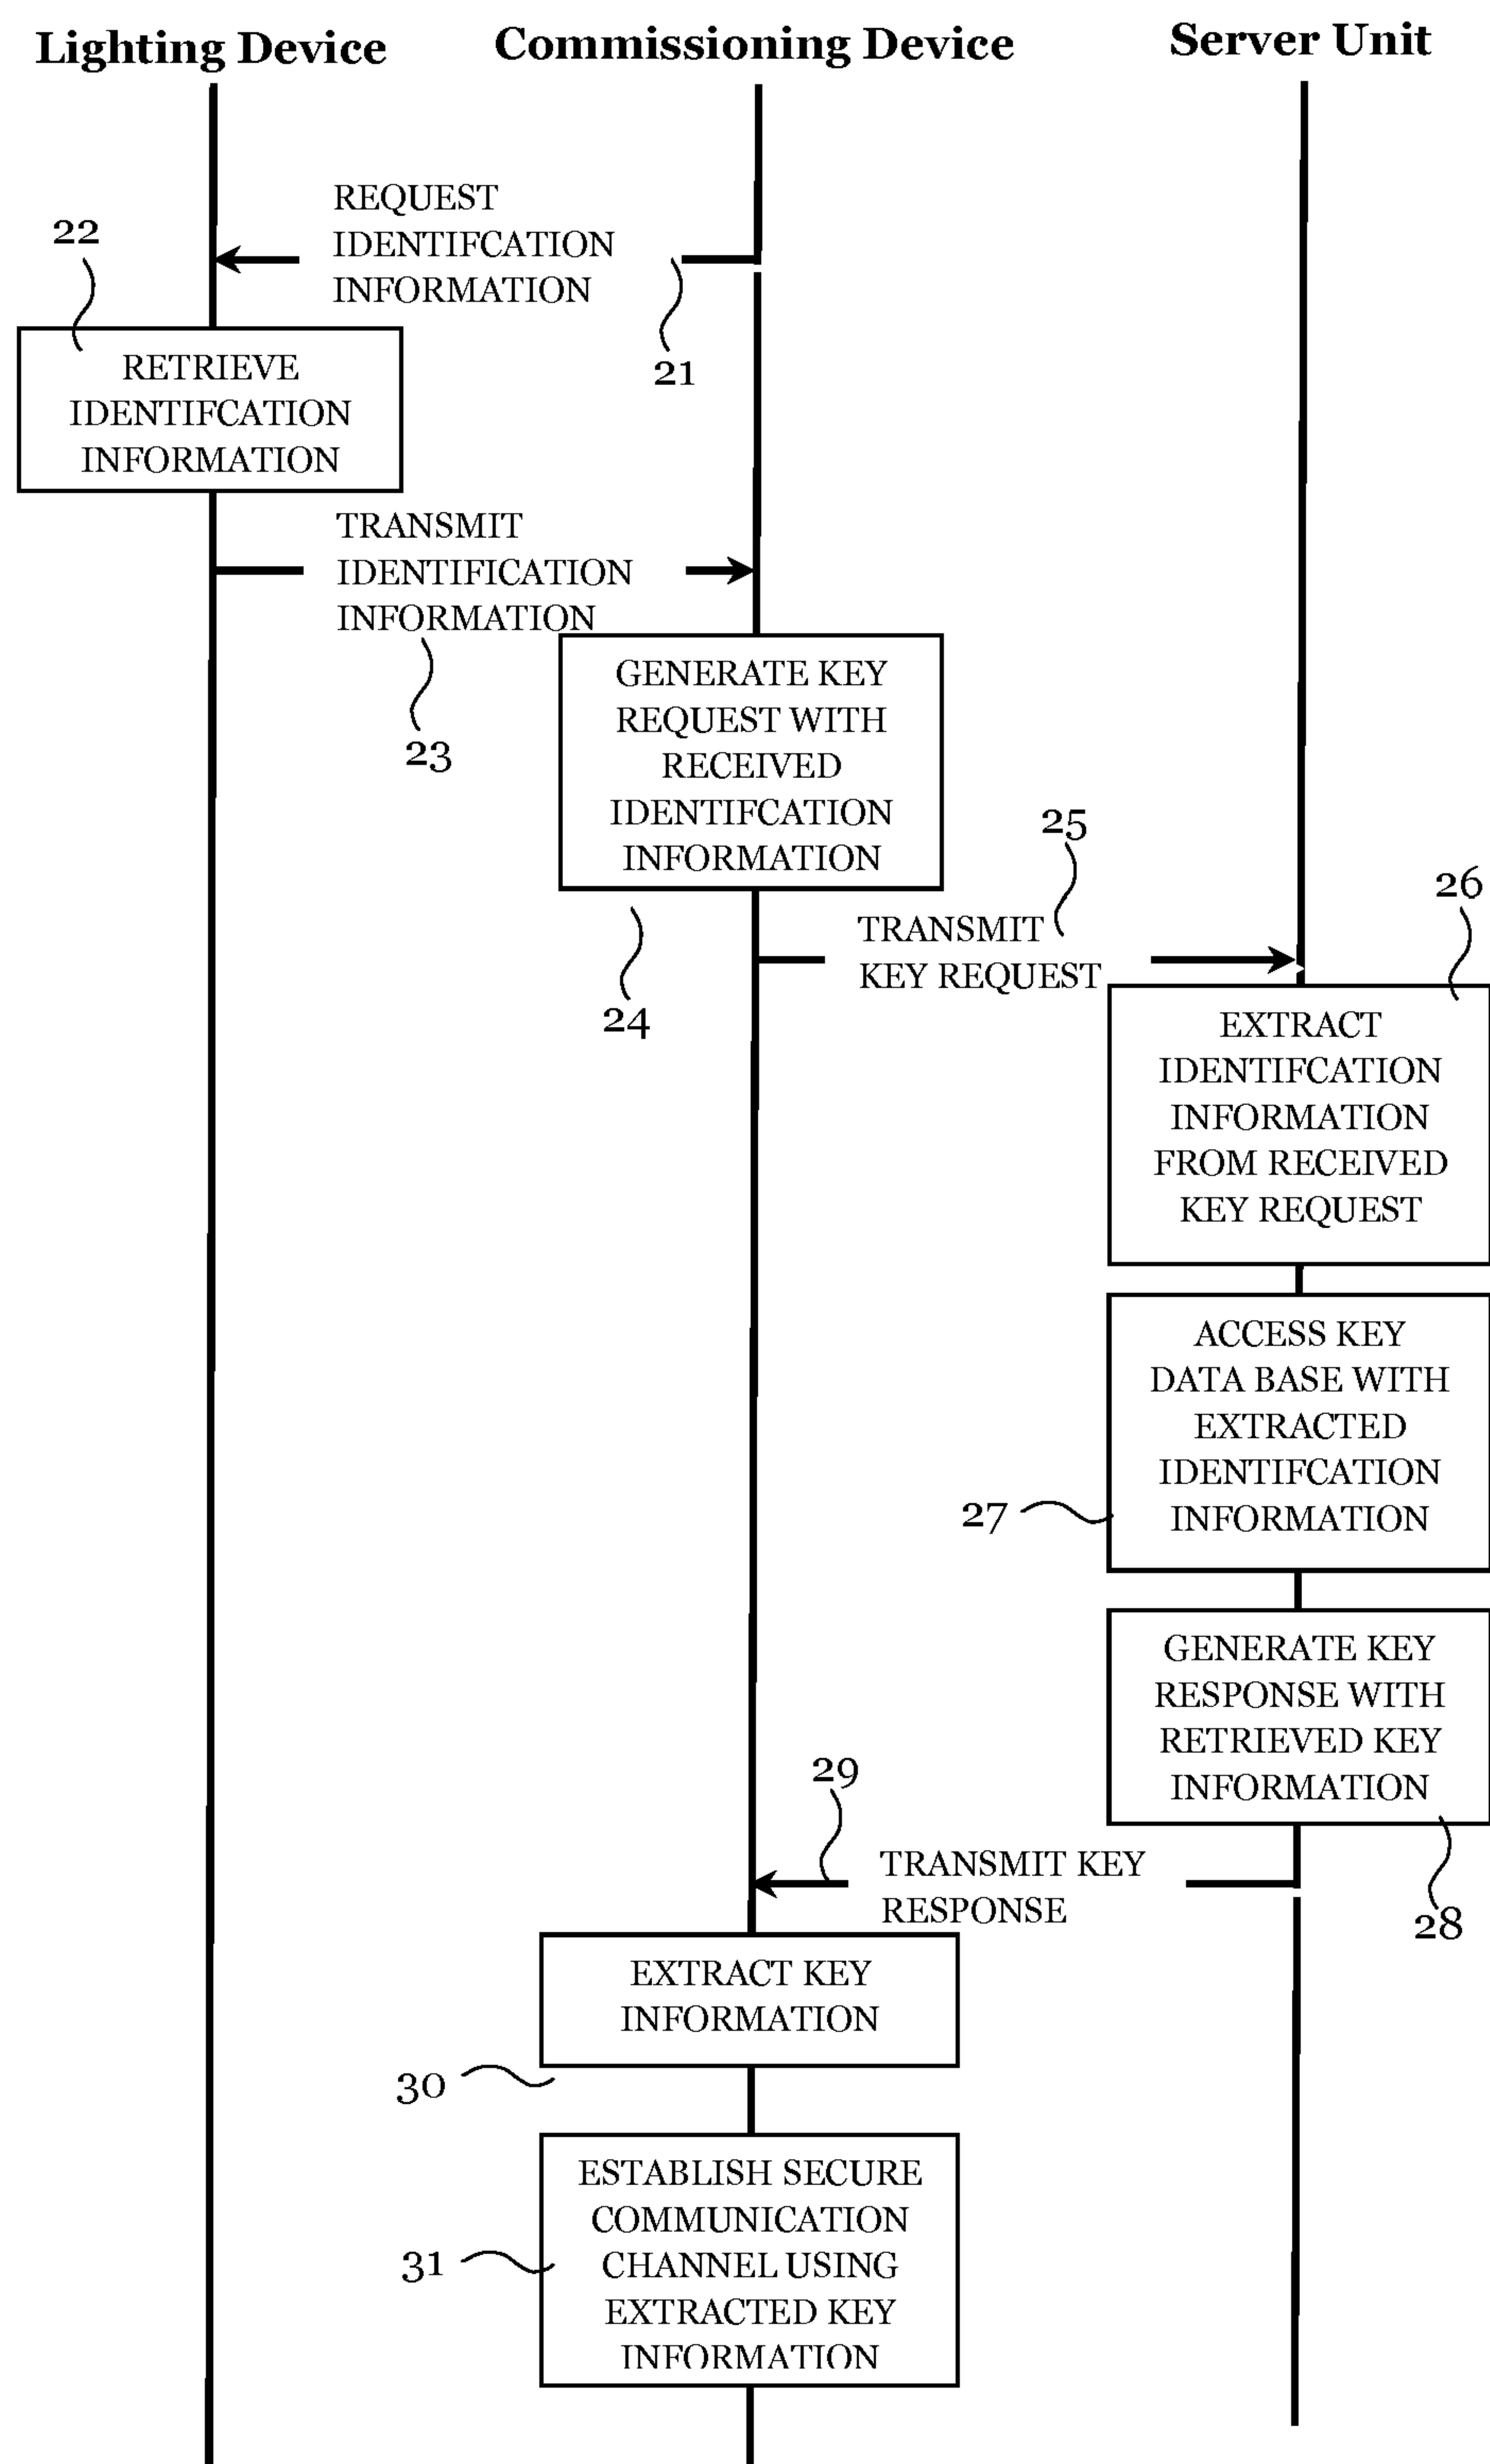 Lighting Device
Commissioning Device
Server Unit
REQUEST
IDENTIFCATION
INFORMATION
21
22
RETRIEVE
IDENTIFCATION
INFORMATION
TRANSMIT
IDENTIFICATION
INFORMATION
23
GENERATE KEY
REQUEST WITH
RECEIVED
IDENTIFCATION
INFORMATION
24
25
TRANSMIT
KEY REQUEST
26
EXTRACT
IDENTIFCATION
INFORMATION
FROM RECEIVED
KEY REQUEST
ACCESS KEY
DATA BASE WITH
EXTRACTED
IDENTIFCATION
INFORMATION
27
GENERATE KEY
RESPONSE WITH
RETRIEVED KEY
INFORMATION
28
29
TRANSMIT KEY
RESPONSE
EXTRACT KEY
INFORMATION
30
ESTABLISH SECURE
COMMUNICATION
CHANNEL USING
EXTRACTED KEY
INFORMATION
31